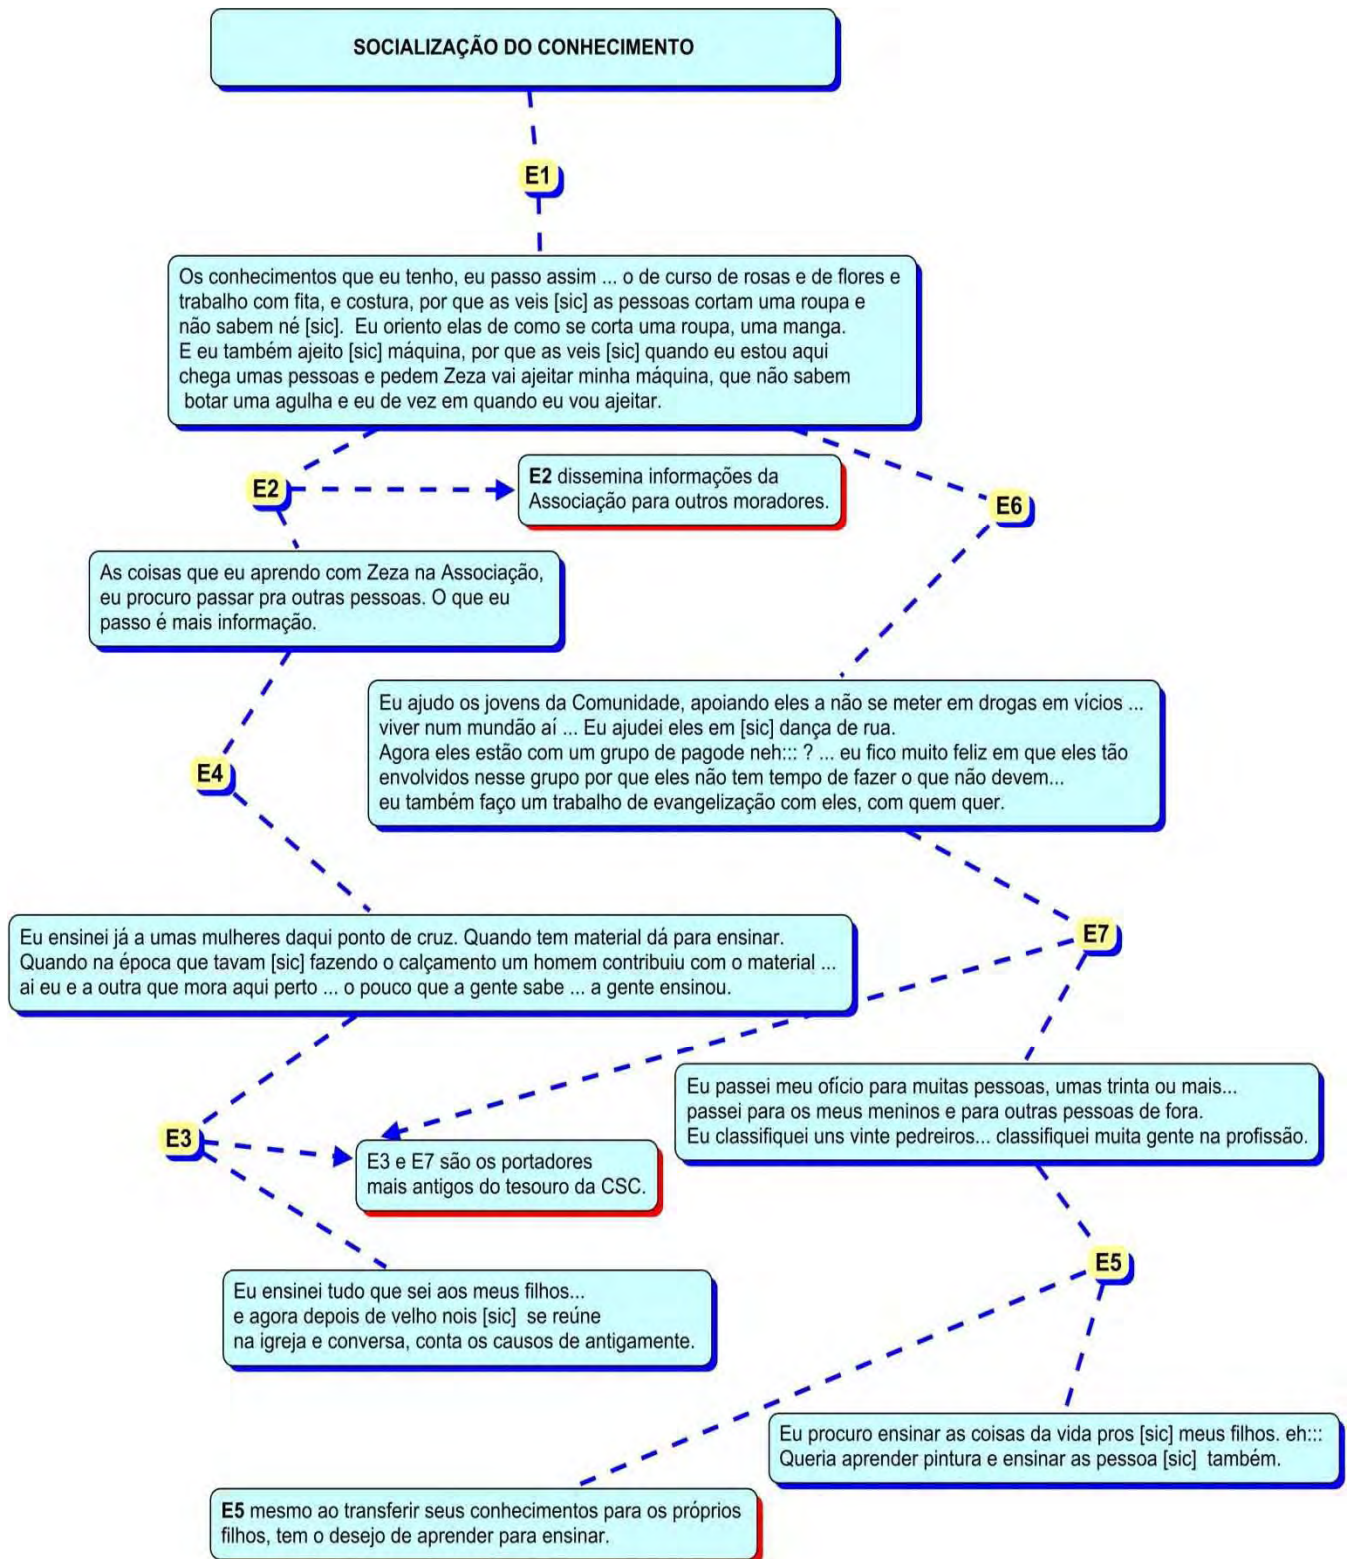 SOCIALIZAÇÃO DO CONHECIMENTO
E1
Os conhecimentos que eu tenho, eu passo assim ... o de curso de rosas e de flores e
trabalho com fita, e costura, por que as veis [sic] as pessoas cortam uma roupa e
não sabem né [sic]. Eu oriento elas de como se corta uma roupa, uma manga.
E eu também ajeito [sic] máquina, por que as veis [sic] quando eu estou aqui
chega umas pessoas e pedem Zeza vai ajeitar minha máquina, que não sabem
botar uma agulha e eu de vez em quando eu vou ajeitar.
E2
E2 dissemina informações da
Associação para outros moradores.
E6
As coisas que eu aprendo com Zeza na Associação,
eu procuro passar pra outras pessoas. O que eu
passo é mais informação.
Eu ajudo os jovens da Comunidade, apoiando eles a não se meter em drogas em vícios ...
viver num mundão aí ... Eu ajudei eles em [sic] dança de rua.
Agora eles estão com um grupo de pagode neh::: ? ... eu fico muito feliz em que eles tão
envolvidos nesse grupo por que eles não tem tempo de fazer o que não devem...
eu também faço um trabalho de evangelização com eles, com quem quer.
E4
Eu ensinei já a umas mulheres daqui ponto de cruz. Quando tem material dá para ensinar.
Quando na época que tavam [sic] fazendo o calçamento um homem contribuiu com o material ...
ai eu e a outra que mora aqui perto ... o pouco que a gente sabe ... a gente ensinou.
E7
Eu passei meu ofício para muitas pessoas, umas trinta ou mais...
passei para os meus meninos e para outras pessoas de fora.
Eu classifiquei uns vinte pedreiros... classifiquei muita gente na profissão.
E3
E3 e E7 são os portadores
mais antigos do tesouro da CSC.
E5
Eu ensinei tudo que sei aos meus filhos...
e agora depois de velho nois [sic] se reúne
na igreja e conversa, conta os causos de antigamente.
Eu procuro ensinar as coisas da vida pros [sic] meus filhos. eh:::
Queria aprender pintura e ensinar as pessoa [sic] também.
E5 mesmo ao transferir seus conhecimentos para os próprios
filhos, tem o desejo de aprender para ensinar.